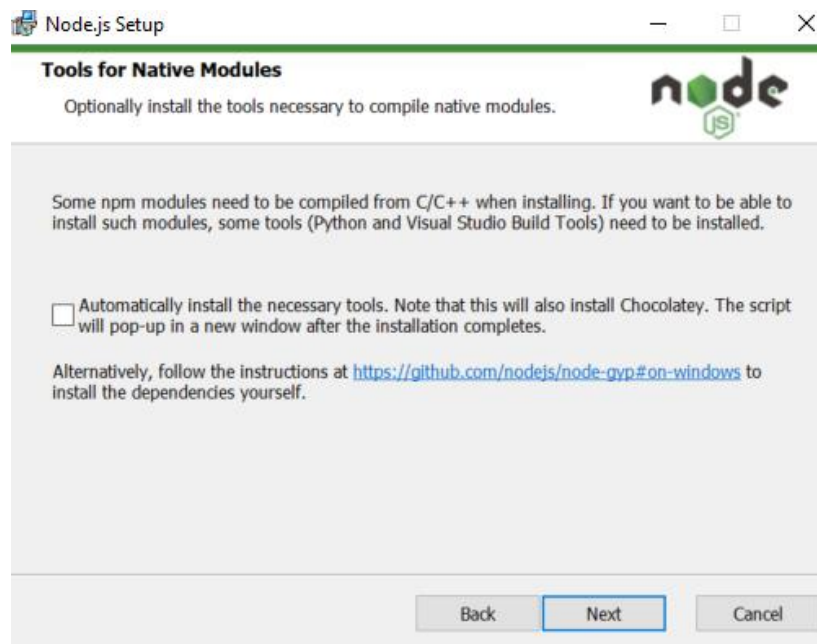 Node.js Setup
Tools for Native Modules
Optionally install the tools necessary to compile native modules.
node
JS
Some npm modules need to be compiled from C/C++ when installing. If you want to be able to
install such modules, some tools (Python and Visual Studio Build Tools) need to be installed.
Automatically install the necessary tools. Note that this will also install Chocolatey. The script
will pop-up in a new window after the installation completes.
Alternatively, follow the instructions at https://github.com/nodejs/node-gyp#on-windows to
install the dependencies yourself.
Back
Next
Cancel